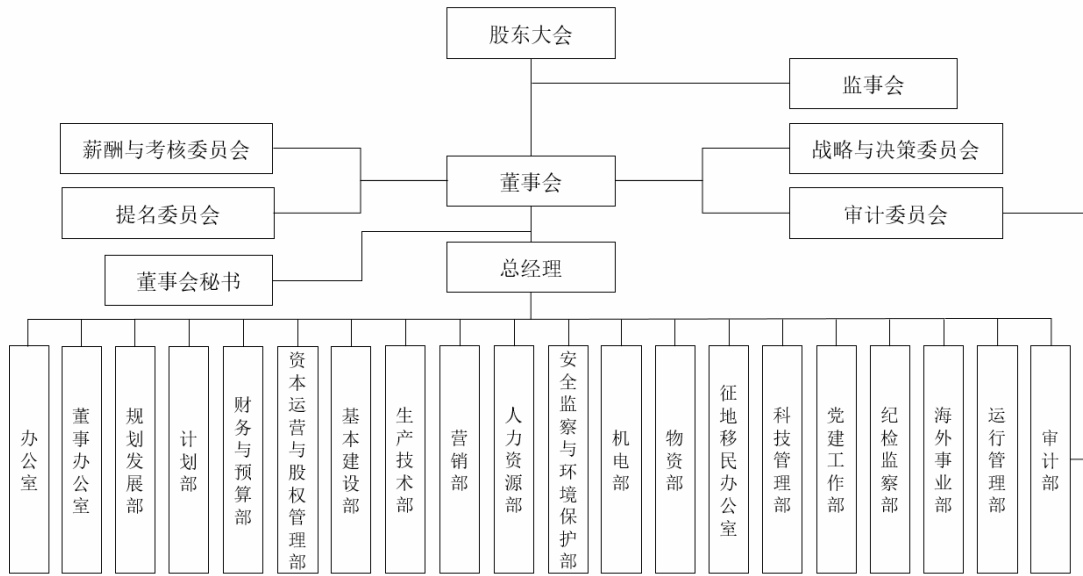 股东大会
监事会
薪酬与考核委员会
战略与决策委员会
董事会
提名委员会
审计委员会
董事会秘书
总经理
办公室
董事办公室
规划发展部
计划部
财务与预算部
资本运营与股权管理部
基本建设部
生产技术部
营销部
人力资源部
安全监察与环境保护部
机电部
物资部
征地移民办公室
科技管理部
党建工作部
纪检监察部
海外事业部
运行管理部
审计部